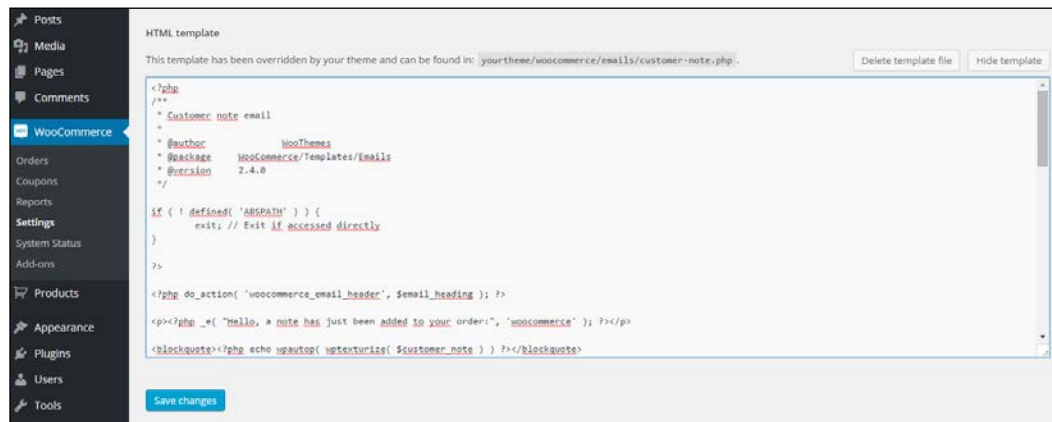 Posts
Media
Pages
Comments
WooCommerce
Orders
Coupons
Reports
Settings
System Status
Add-ons
Products
Appearance
Plugins
Users
Tools
HTML template
This template has been overridden by your theme and can be found in: yourtheme/woocommerce/emails/customer-note.php .
Delete template file
Hide template
<?php
/**
* Customer note email
*
* @author WooThemes
* @package WooCommerce/Templates/Emails
* @version 2.4.0
*/
if ( ! defined( 'ABSPATH' ) ) {
exit; // Exit if accessed directly
}
?>
<?php do_action( 'woocommerce_email_header', $email_heading ); ?>
<p><?php _e( "Hello, a note has just been added to your order:", 'woocommerce' ); ?></p>
<blockquote><?php echo wpautop( wptexturize( $customer_note ) ) ?></blockquote>
Save changes